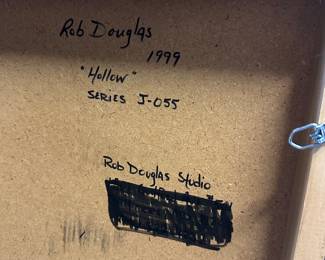 Rob Douglas
1999
"Hollow"
SERIES J-055
Rob Douglas Studio